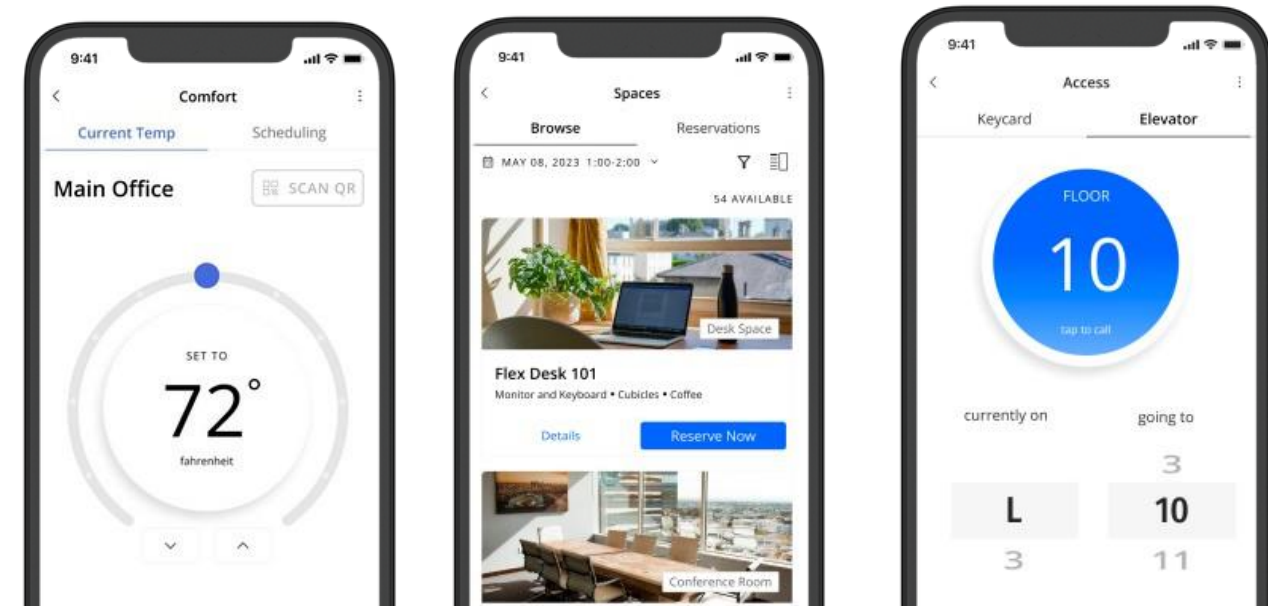 9:41
Comfort
Current Temp Scheduling
Main Office SCAN QR
SET TO
72°
fahrenheit
9:41
Spaces
Browse Reservations
MAY 08, 2023 1:00-2:00
54 AVAILABLE
Desk Space
Flex Desk 101
Monitor and Keyboard • Cubicles • Coffee
Details Reserve Now
Conference Room
9:41
Access
Keycard Elevator
FLOOR
10
tap to call
currently on going to
3
L 10
3 11